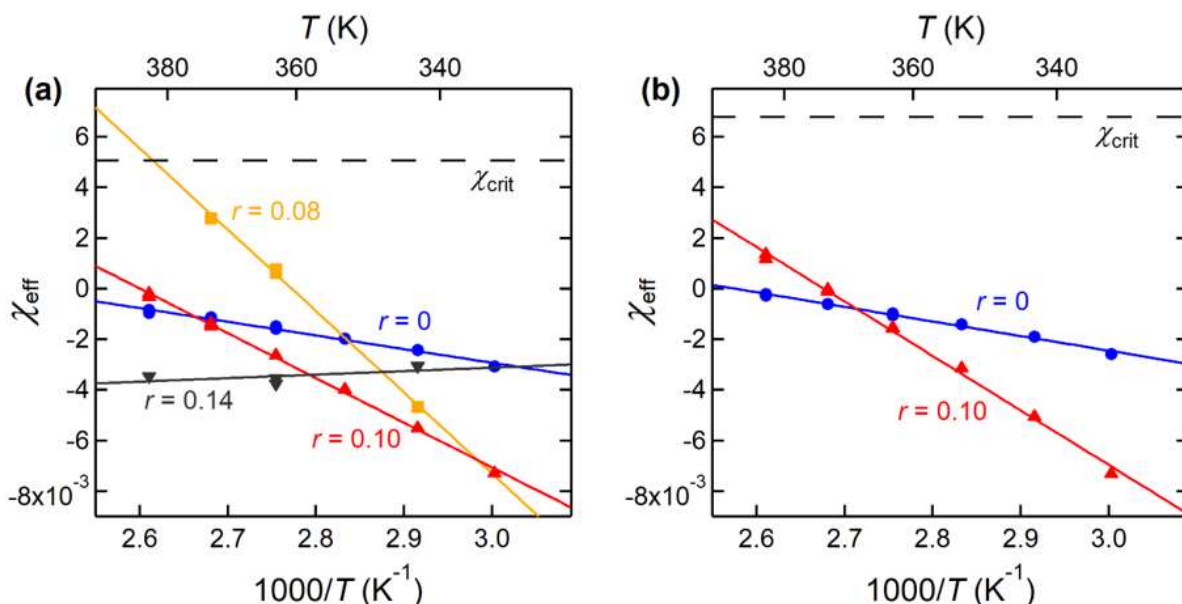 T (K)
380 360 340
(a)
6
4
2
0
-2
-4
-6
-8x10⁻³
χeff
χcrit
r = 0.08
r = 0
r = 0.14
r = 0.10
2.6 2.7 2.8 2.9 3.0
1000/T (K⁻¹)
T (K)
380 360 340
(b)
6
4
2
0
-2
-4
-6
-8x10⁻³
χeff
χcrit
r = 0
r = 0.10
2.6 2.7 2.8 2.9 3.0
1000/T (K⁻¹)